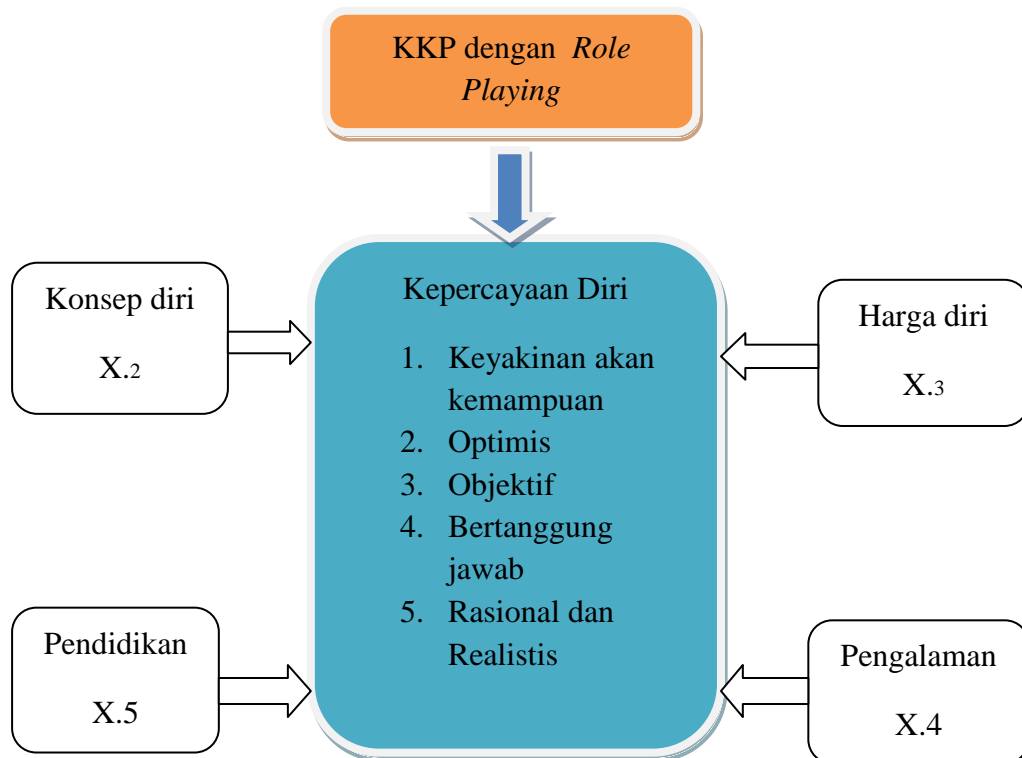 KKP dengan Role
Playing
Konsep diri
X.2
Kepercayaan Diri
1. Keyakinan akan
kemampuan
2. Optimis
3. Objektif
4. Bertanggung
jawab
5. Rasional dan
Realistis
Harga diri
X.3
Pendidikan
X.5
Pengalaman
X.4